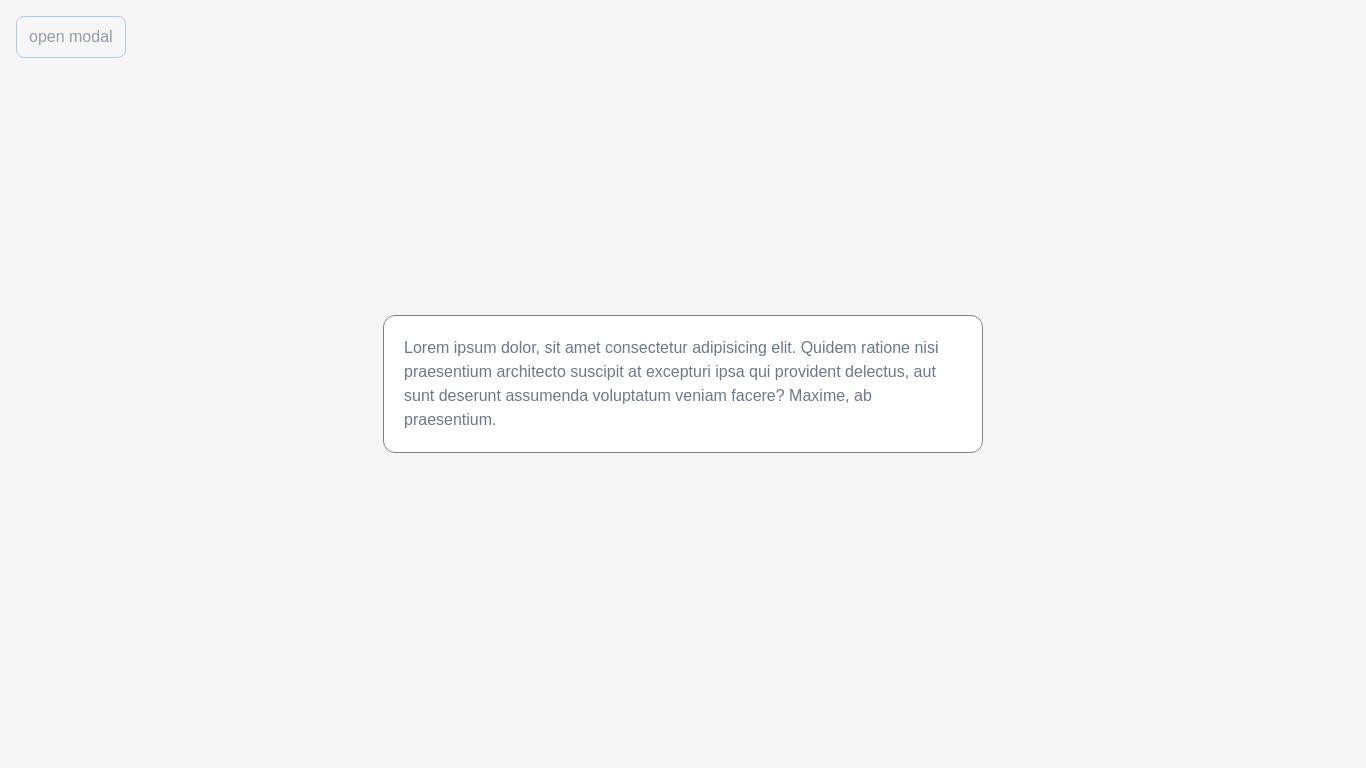 open modal
Lorem ipsum dolor, sit amet consectetur adipisicing elit. Quidem ratione nisi
praesentium architecto suscipit at excepturi ipsa qui provident delectus, aut
sunt deserunt assumenda voluptatum veniam facere? Maxime, ab
praesentium.